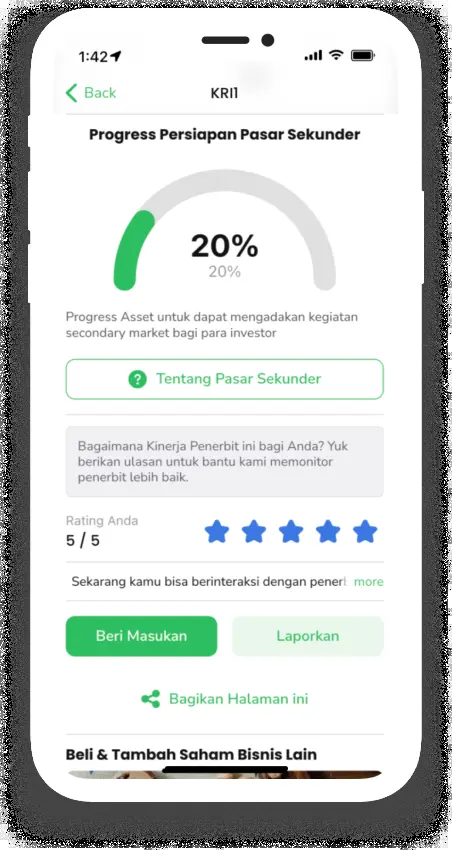 1:42
Back
KRI1
Progress Persiapan Pasar Sekunder
20%
20%
Progress Asset untuk dapat mengadakan kegiatan
secondary market bagi para investor
? Tentang Pasar Sekunder
Bagaimana Kinerja Penerbit ini bagi Anda? Yuk
berikan ulasan untuk bantu kami memonitor
penerbit lebih baik.
Rating Anda
5 / 5
Sekarang kamu bisa berinteraksi dengan penerl more
Beri Masukan
Laporkan
Bagikan Halaman ini
Beli & Tambah Saham Bisnis Lain